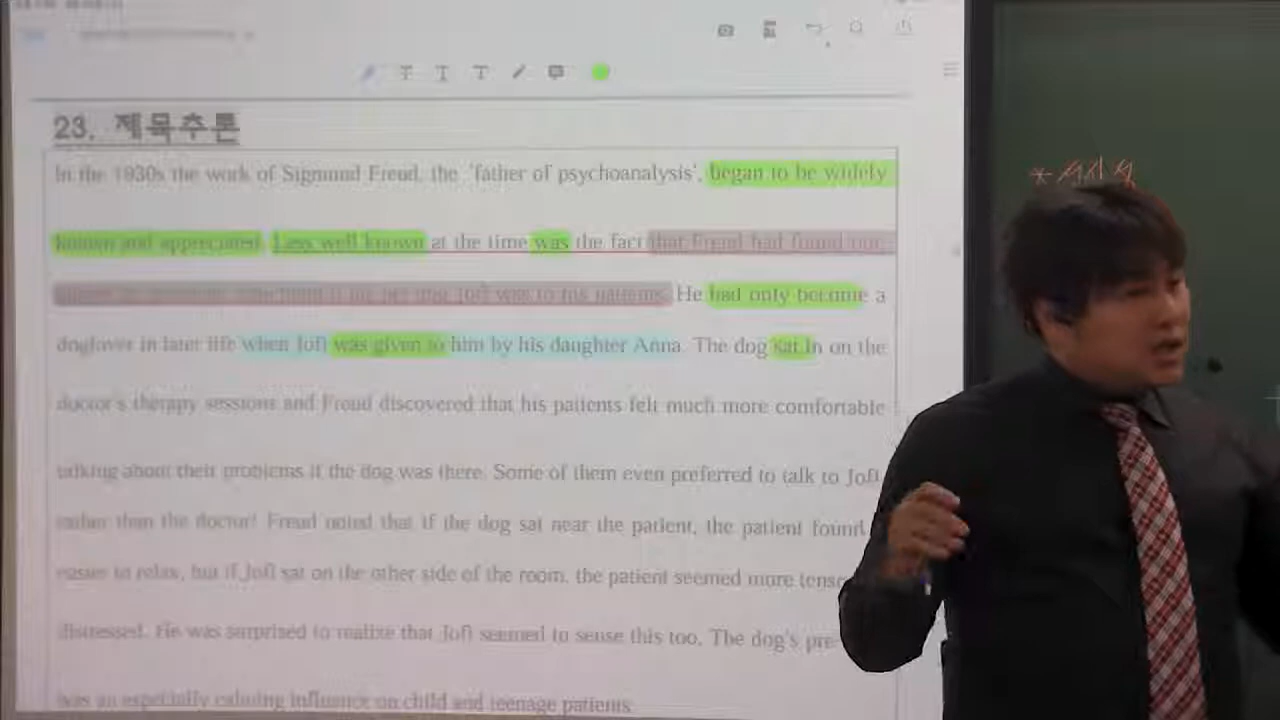 23. 제목추론
In the 1930s the work of Sigmund Freud, the 'father of psychoanalysis', began to be widely
known and appreciated. Less well known at the time was the fact that Freud had found out,
Jofi was to his patients. He had only become a
doglover in later life when Jofi was given to him by his daughter Anna. The dog sat in on the
doctor's therapy sessions and Freud discovered that his patients felt much more comfortable
talking about their problems if the dog was there. Some of them even preferred to talk to Jofi,
rather than the doctor! Freud noted that if the dog sat near the patient, the patient found
easier to relax, but if Jofi sat on the other side of the room, the patient seemed more tense
distressed. He was surprised to realize that Jofi seemed to sense this too. The dog's pre-
was an especially calming influence on child and teenage patients.